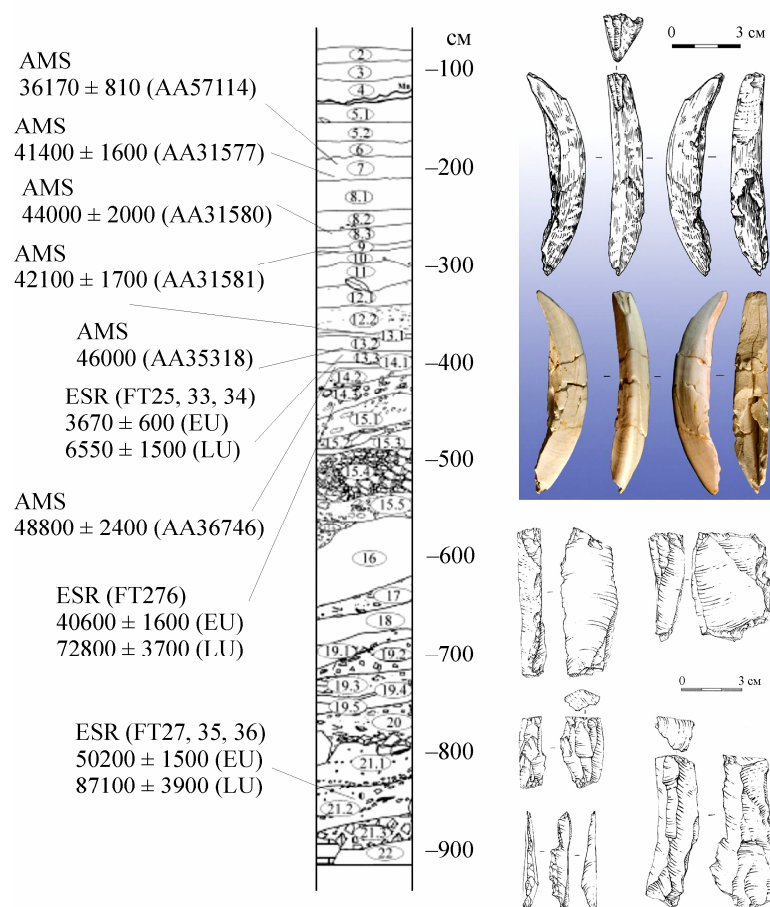 AMS
36170 ± 810 (AA57114)
AMS
41400 ± 1600 (AA31577)
AMS
44000 ± 2000 (AA31580)
AMS
42100 ± 1700 (AA31581)
AMS
46000 (AA35318)
ESR (FT25, 33, 34)
3670 ± 600 (EU)
6550 ± 1500 (LU)
AMS
48800 ± 2400 (AA36746)
ESR (FT276)
40600 ± 1600 (EU)
72800 ± 3700 (LU)
ESR (FT27, 35, 36)
50200 ± 1500 (EU)
87100 ± 3900 (LU)
2
3
4
Mn
5.1
5.2
6
7
8.1
8.2
8.3
9
10
11
12.1
12.2
13.1
13.2
13.3
14.1
14.2
14.3
15.1
15.2 15.3
15.4
15.5
16
17
18
19.1 19.2
19.3 19.4
19.5
20
21.1
21.2
21.3
22
см
–100
–200
–300
–400
–500
–600
–700
–800
–900
0 3 см
0 3 см